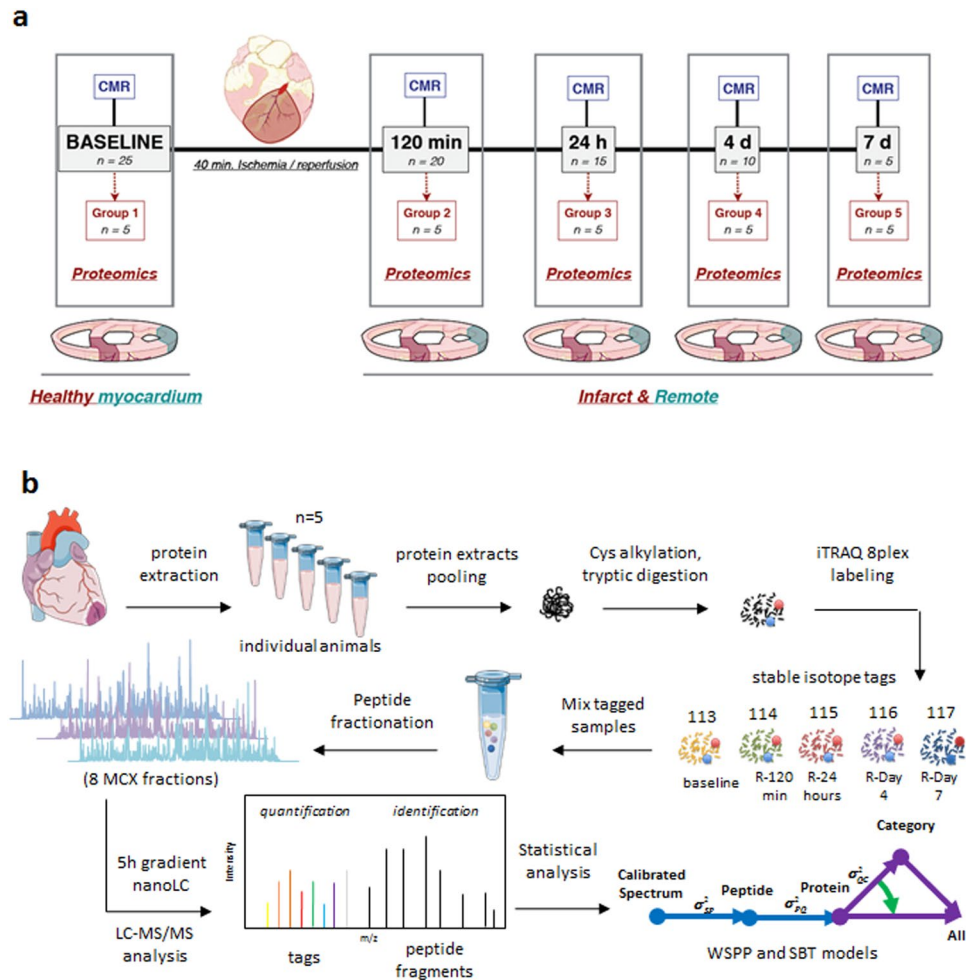 a
CMR
CMR
CMR
CMR
CMR
BASELINE
n = 25
40 min. Ischemia / reperfusion
120 min
n = 20
24 h
n = 15
4 d
n = 10
7 d
n = 5
Group 1
n = 5
Group 2
n = 5
Group 3
n = 5
Group 4
n = 5
Group 5
n = 5
Proteomics
Proteomics
Proteomics
Proteomics
Proteomics
Healthy myocardium
Infarct & Remote
b
protein
extraction
n=5
individual animals
protein extracts
pooling
Cys alkylation,
tryptic digestion
iTRAQ 8plex
labeling
stable isotope tags
113
114
115
116
117
baseline
R-120
min
R-24
hours
R-Day
4
R-Day
7
Mix tagged
samples
Peptide
fractionation
(8 MCX fractions)
5h gradient
nanoLC
LC-MS/MS
analysis
quantification
identification
Intensity
m/z
tags
peptide
fragments
Statistical
analysis
Calibrated
Spectrum
σ²SP
Peptide
σ²PQ
Protein
σ²QC
Category
All
WSPP and SBT models